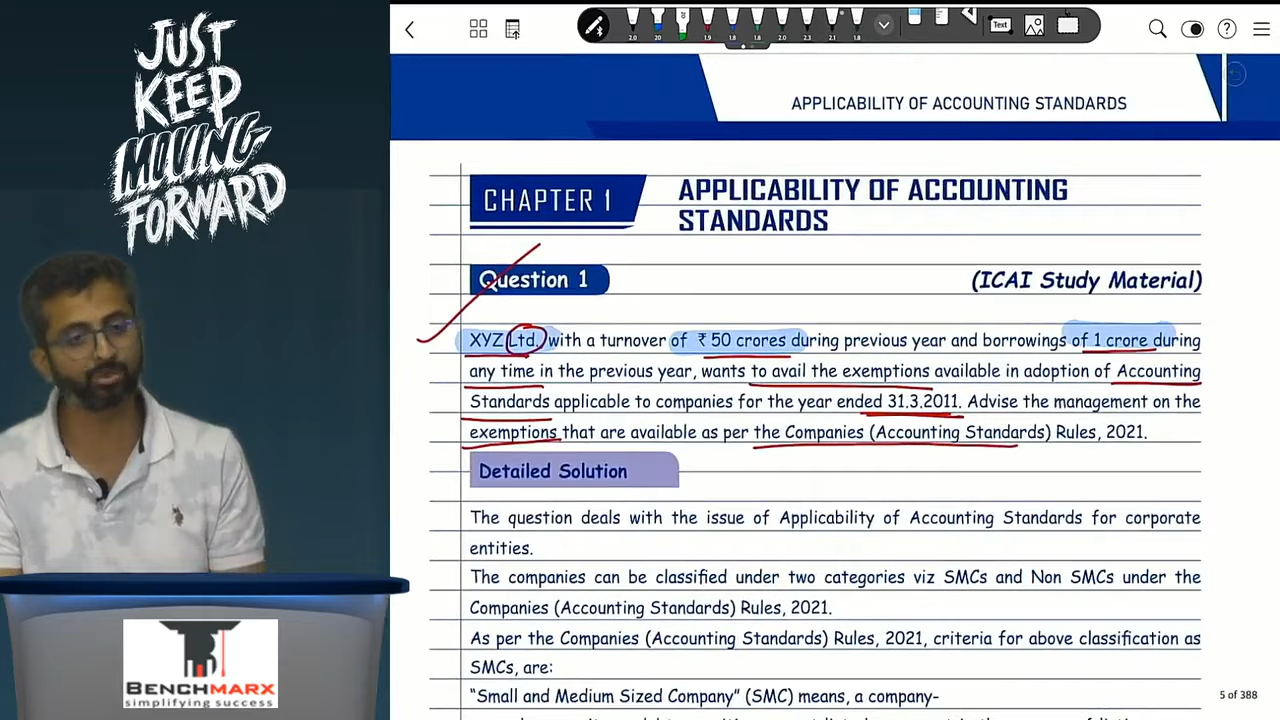 JUST
KEEP
MOVING
FORWARD
BENCHMARX
simplifying success
Text
APPLICABILITY OF ACCOUNTING STANDARDS
CHAPTER 1
APPLICABILITY OF ACCOUNTING
STANDARDS
Question 1
(ICAI Study Material)
XYZ Ltd. with a turnover of ₹ 50 crores during previous year and borrowings of 1 crore during
any time in the previous year, wants to avail the exemptions available in adoption of Accounting
Standards applicable to companies for the year ended 31.3.2011. Advise the management on the
exemptions that are available as per the Companies (Accounting Standards) Rules, 2021.
Detailed Solution
The question deals with the issue of Applicability of Accounting Standards for corporate
entities.
The companies can be classified under two categories viz SMCs and Non SMCs under the
Companies (Accounting Standards) Rules, 2021.
As per the Companies (Accounting Standards) Rules, 2021, criteria for above classification as
SMCs, are:
“Small and Medium Sized Company” (SMC) means, a company-
5 of 388